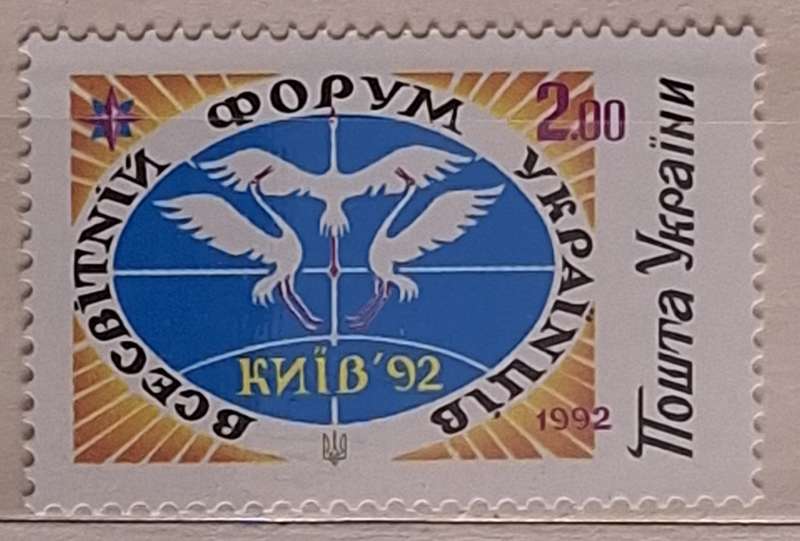 ВСЕСВІТНІЙ ФОРУМ УКРАЇНЦІВ
2.00
КИЇВ'92
1992
Пошта України